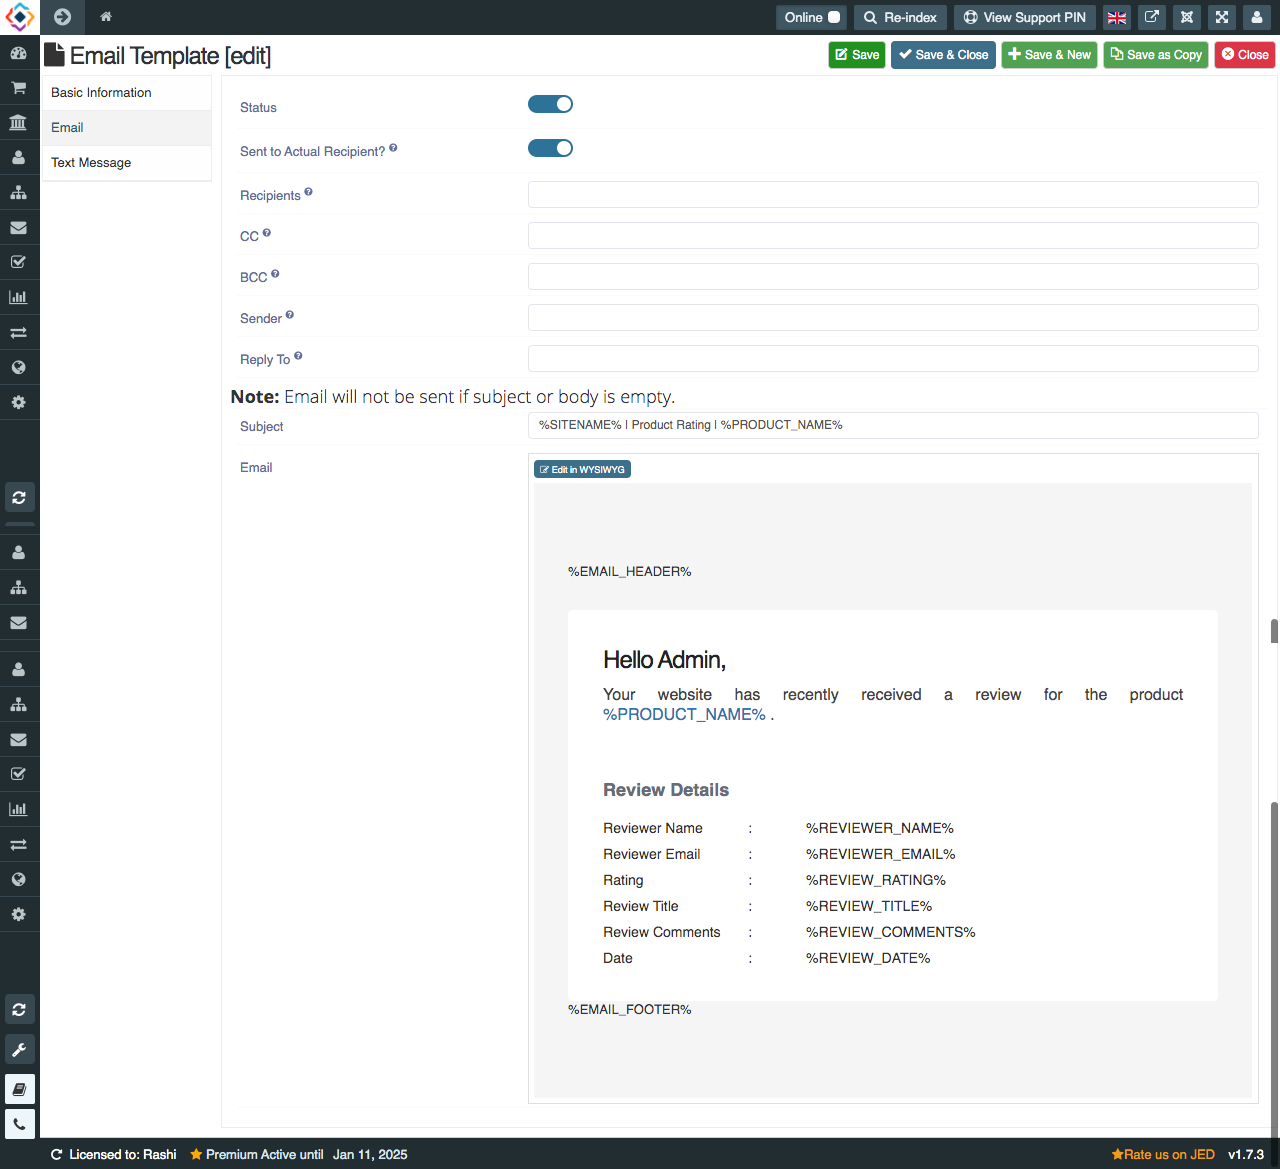 Online
Re-index
View Support PIN
Email Template [edit]
Save
Save & Close
Save & New
Save as Copy
Close
Basic Information
Email
Text Message
Status
Sent to Actual Recipient?
Recipients
CC
BCC
Sender
Reply To
Note: Email will not be sent if subject or body is empty.
Subject
%SITENAME% | Product Rating | %PRODUCT_NAME%
Email
Edit in WYSIWYG
%EMAIL_HEADER%
Hello Admin,
Your website has recently received a review for the product
%PRODUCT_NAME% .
Review Details
Reviewer Name : %REVIEWER_NAME%
Reviewer Email : %REVIEWER_EMAIL%
Rating : %REVIEW_RATING%
Review Title : %REVIEW_TITLE%
Review Comments : %REVIEW_COMMENTS%
Date : %REVIEW_DATE%
%EMAIL_FOOTER%
Licensed to: Rashi Premium Active until Jan 11, 2025
Rate us on JED v1.7.3